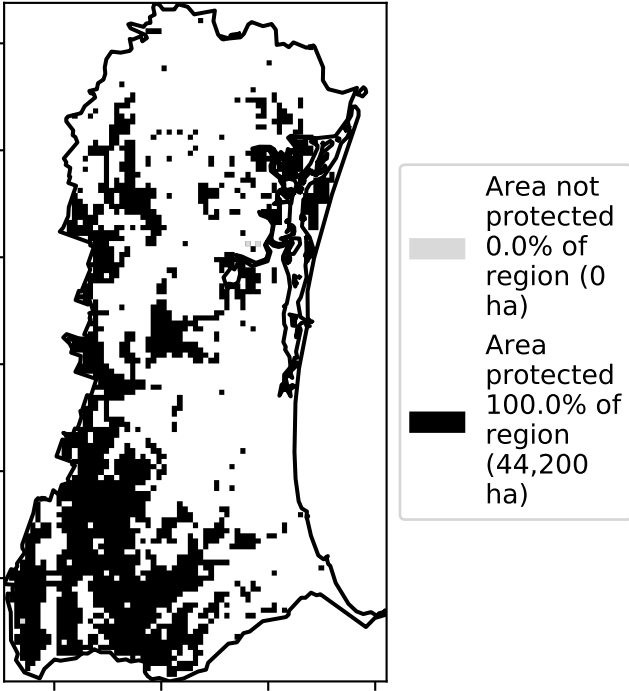 Area not
protected
0.0% of
region (0
ha)
Area
protected
100.0% of
region
(44,200
ha)